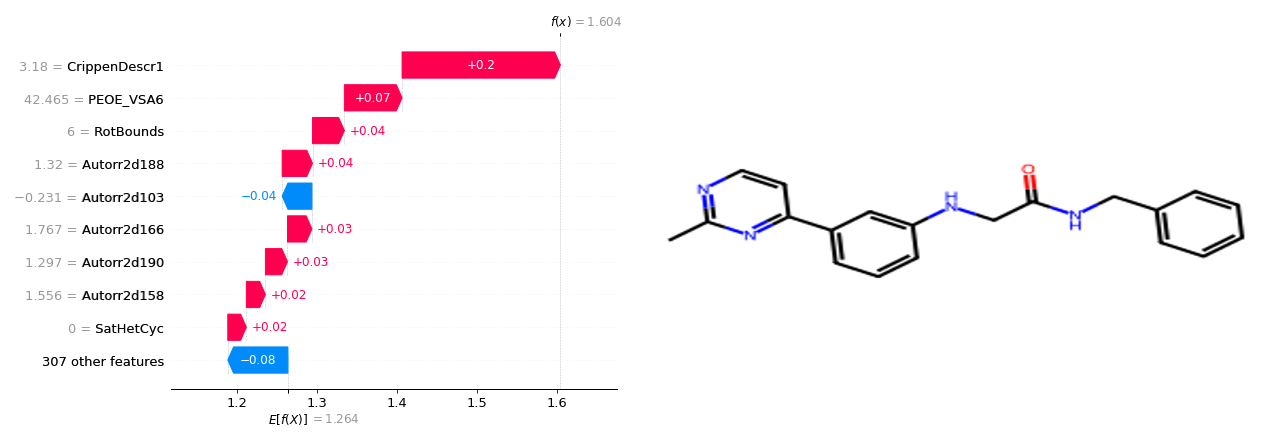 f(x) = 1.604
3.18 = CrippenDescr1
+0.2
42.465 = PEOE_VSA6
+0.07
6 = RotBounds
+0.04
1.32 = Autorr2d188
+0.04
−0.231 = Autorr2d103
−0.04
1.767 = Autorr2d166
+0.03
1.297 = Autorr2d190
+0.03
1.556 = Autorr2d158
+0.02
0 = SatHetCyc
+0.02
307 other features
−0.08
1.2 1.3 1.4 1.5 1.6
E[f(X)] = 1.264
O
N
H
N
N
N
H